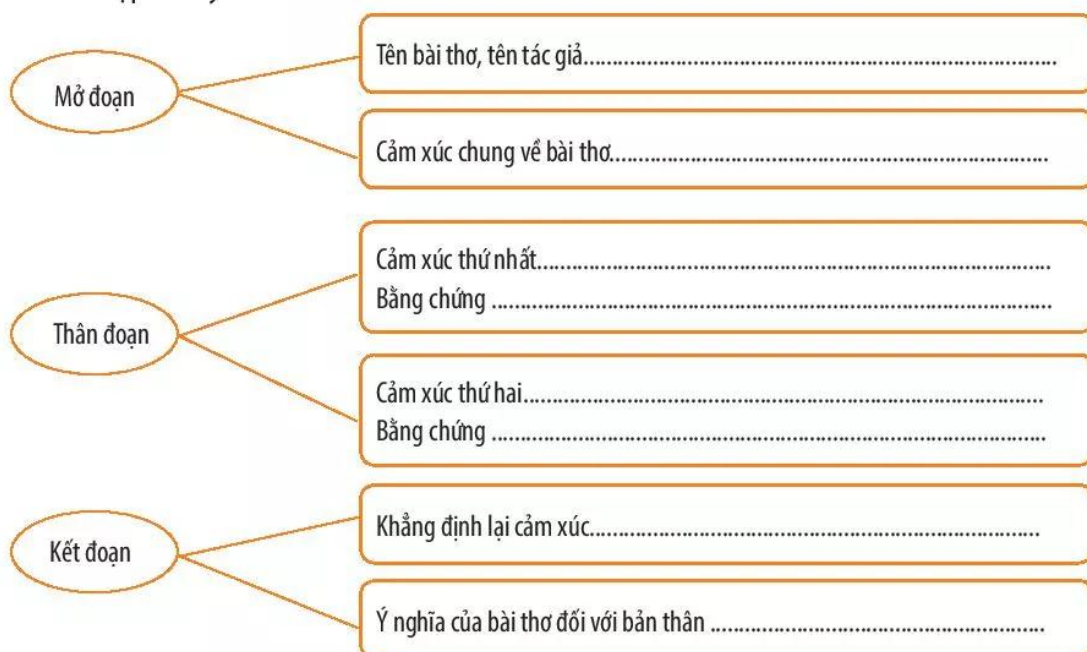 Mở đoạn
Tên bài thơ, tên tác giả..........................................................................................
Cảm xúc chung về bài thơ....................................................................................
Thân đoạn
Cảm xúc thứ nhất...................................................................................................
Bằng chứng ............................................................................................................
Cảm xúc thứ hai.....................................................................................................
Bằng chứng ...........................................................................................................
Kết đoạn
Khẳng định lại cảm xúc.......................................................................................
Ý nghĩa của bài thơ đối với bản thân ................................................................